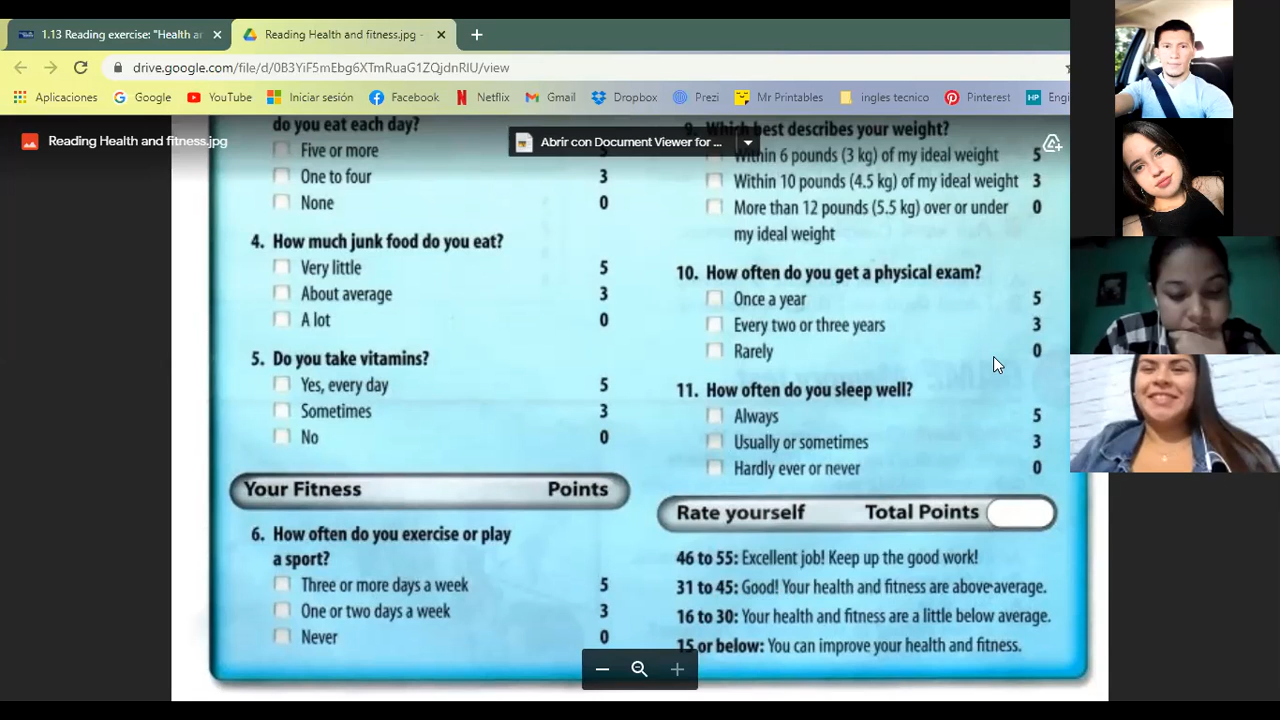 1.13 Reading exercise: "Health ar
Reading Health and fitness.jpg -
drive.google.com/file/d/0B3YiF5mEbg6XTmRuaG1ZQjdnRUU/view
Aplicaciones
Google
YouTube
Iniciar sesión
Facebook
Netflix
Gmail
Dropbox
Prezi
Mr Printables
ingles tecnico
Pinterest
Engl
Reading Health and fitness.jpg
Abrir con Document Viewer for ...
do you eat each day?
Five or more 5
One to four 3
None 0
4. How much junk food do you eat?
Very little 5
About average 3
A lot 0
5. Do you take vitamins?
Yes, every day 5
Sometimes 3
No 0
Your Fitness Points
6. How often do you exercise or play
a sport?
Three or more days a week 5
One or two days a week 3
Never 0
9. Which best describes your weight?
Within 6 pounds (3 kg) of my ideal weight 5
Within 10 pounds (4.5 kg) of my ideal weight 3
More than 12 pounds (5.5 kg) over or under 0
my ideal weight
10. How often do you get a physical exam?
Once a year 5
Every two or three years 3
Rarely 0
11. How often do you sleep well?
Always 5
Usually or sometimes 3
Hardly ever or never 0
Rate yourself Total Points
46 to 55: Excellent job! Keep up the good work!
31 to 45: Good! Your health and fitness are above average.
16 to 30: Your health and fitness are a little below average.
15 or below: You can improve your health and fitness.